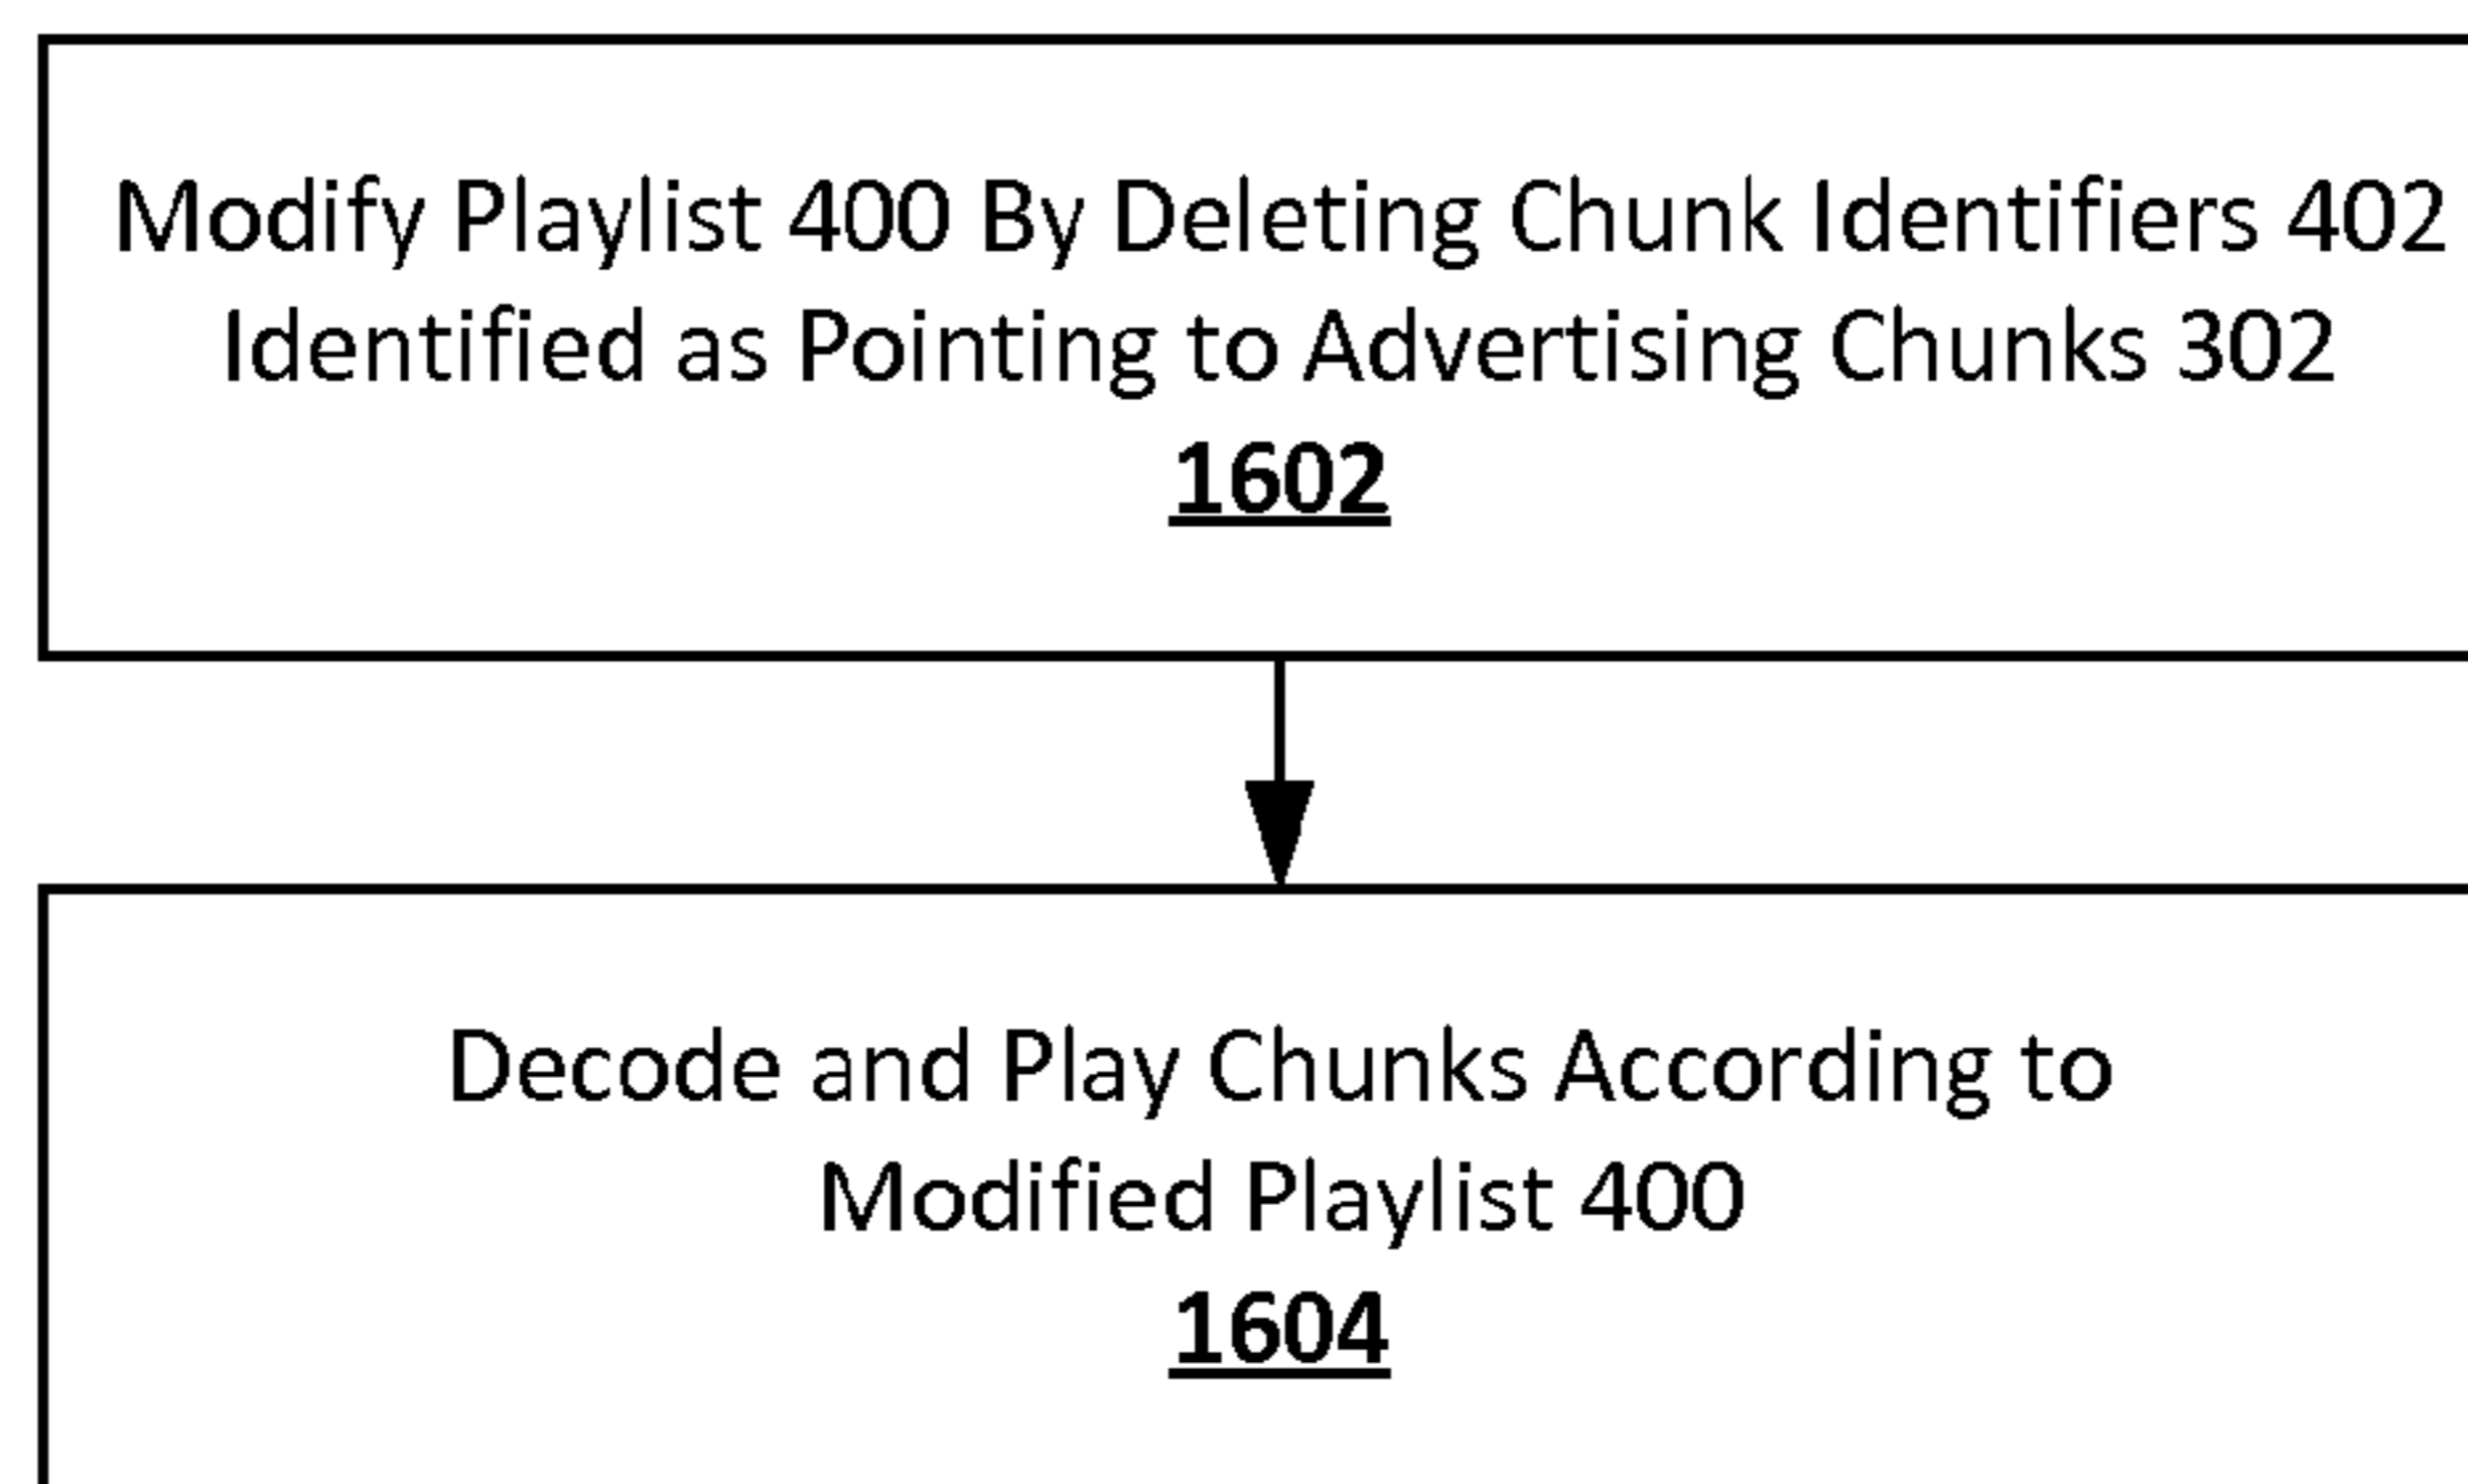 Modify Playlist 400 By Deleting Chunk Identifiers 402
Identified as Pointing to Advertising Chunks 302
1602
Decode and Play Chunks According to
Modified Playlist 400
1604